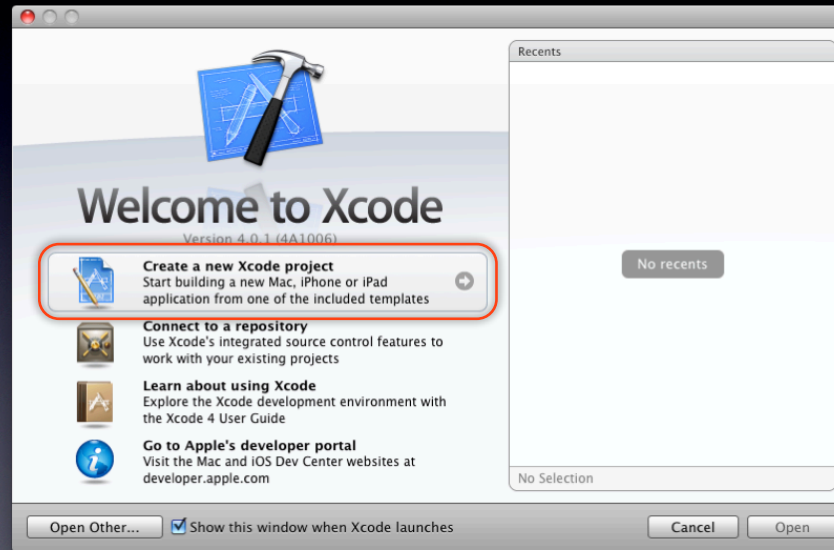 Recents
Welcome to Xcode
Version 4.0.1 (4A1006)
Create a new Xcode project
Start building a new Mac, iPhone or iPad
application from one of the included templates
No recents
Connect to a repository
Use Xcode's integrated source control features to
work with your existing projects
Learn about using Xcode
Explore the Xcode development environment with
the Xcode 4 User Guide
Go to Apple's developer portal
Visit the Mac and iOS Dev Center websites at
developer.apple.com
No Selection
Open Other...
Show this window when Xcode launches
Cancel
Open